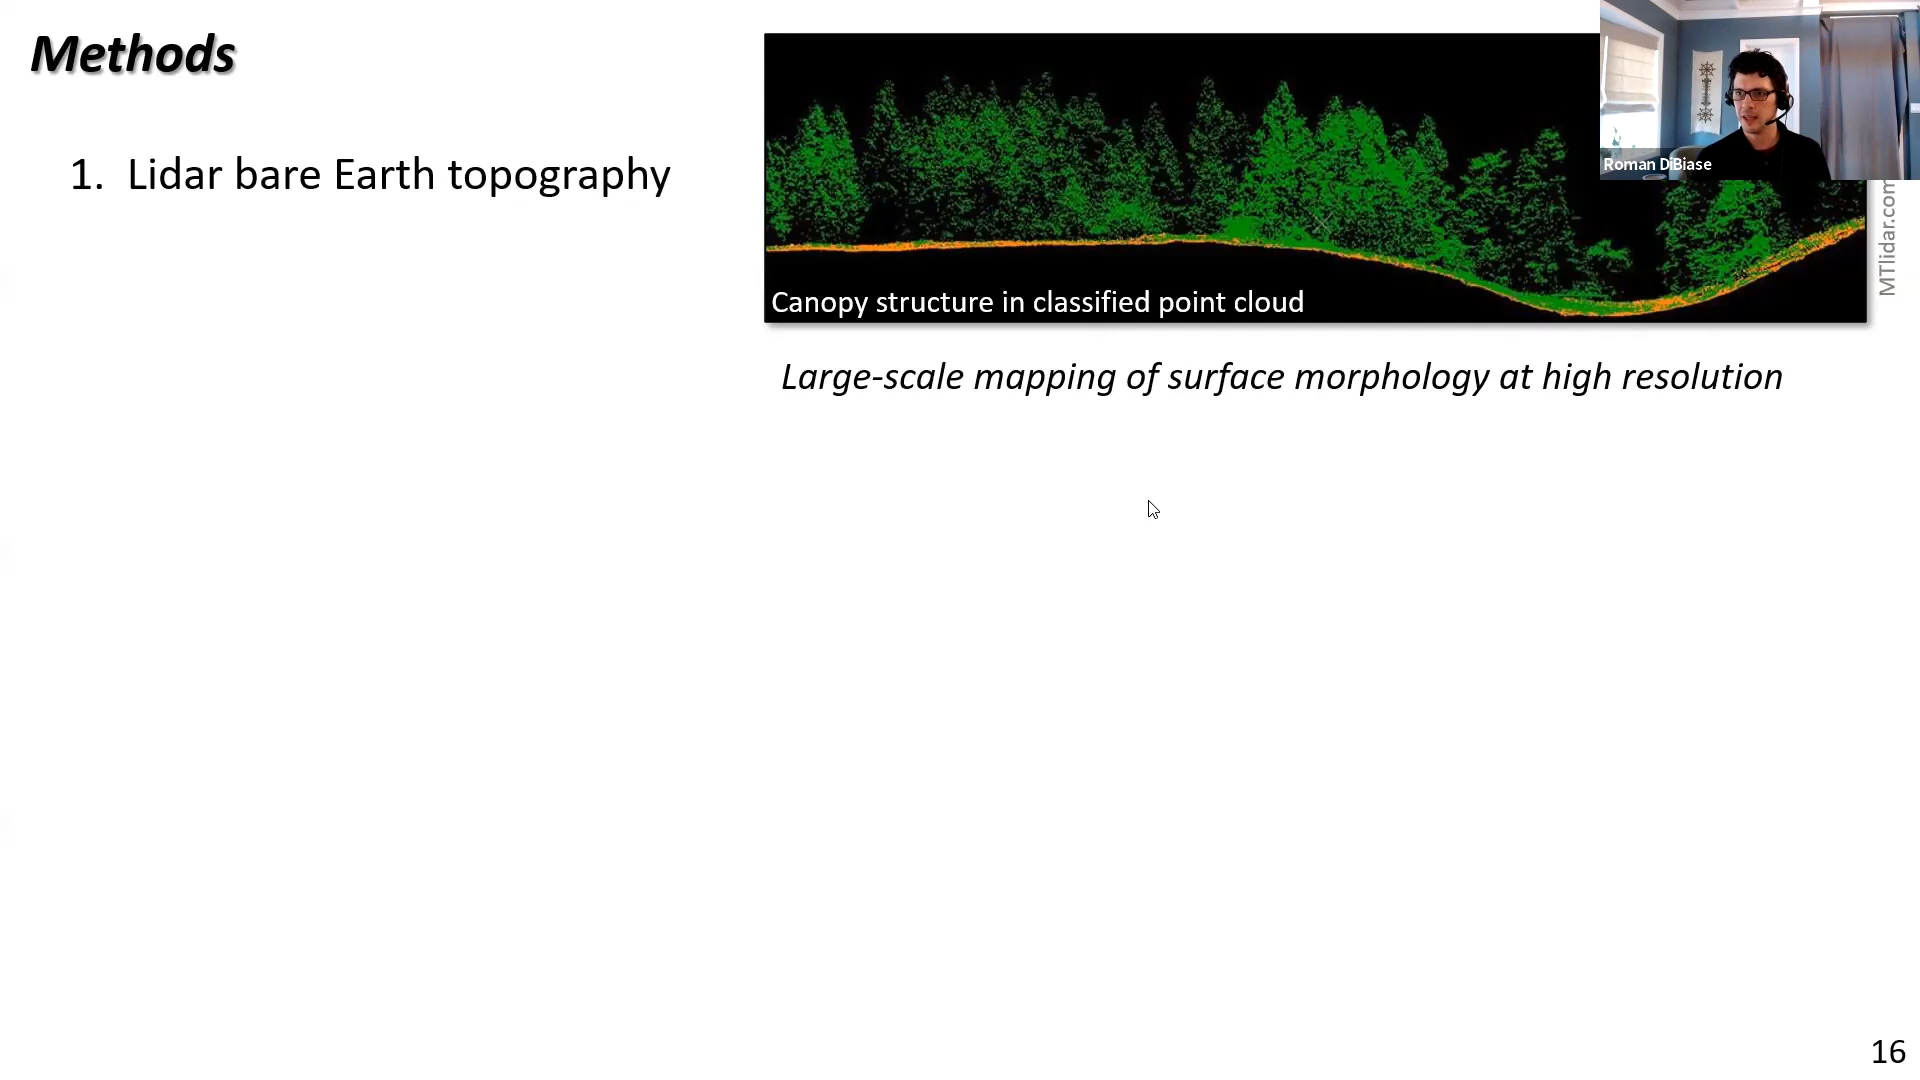 Methods
1. Lidar bare Earth topography
Roman DiBiase
MTlidar.com
Canopy structure in classified point cloud
Large-scale mapping of surface morphology at high resolution
16